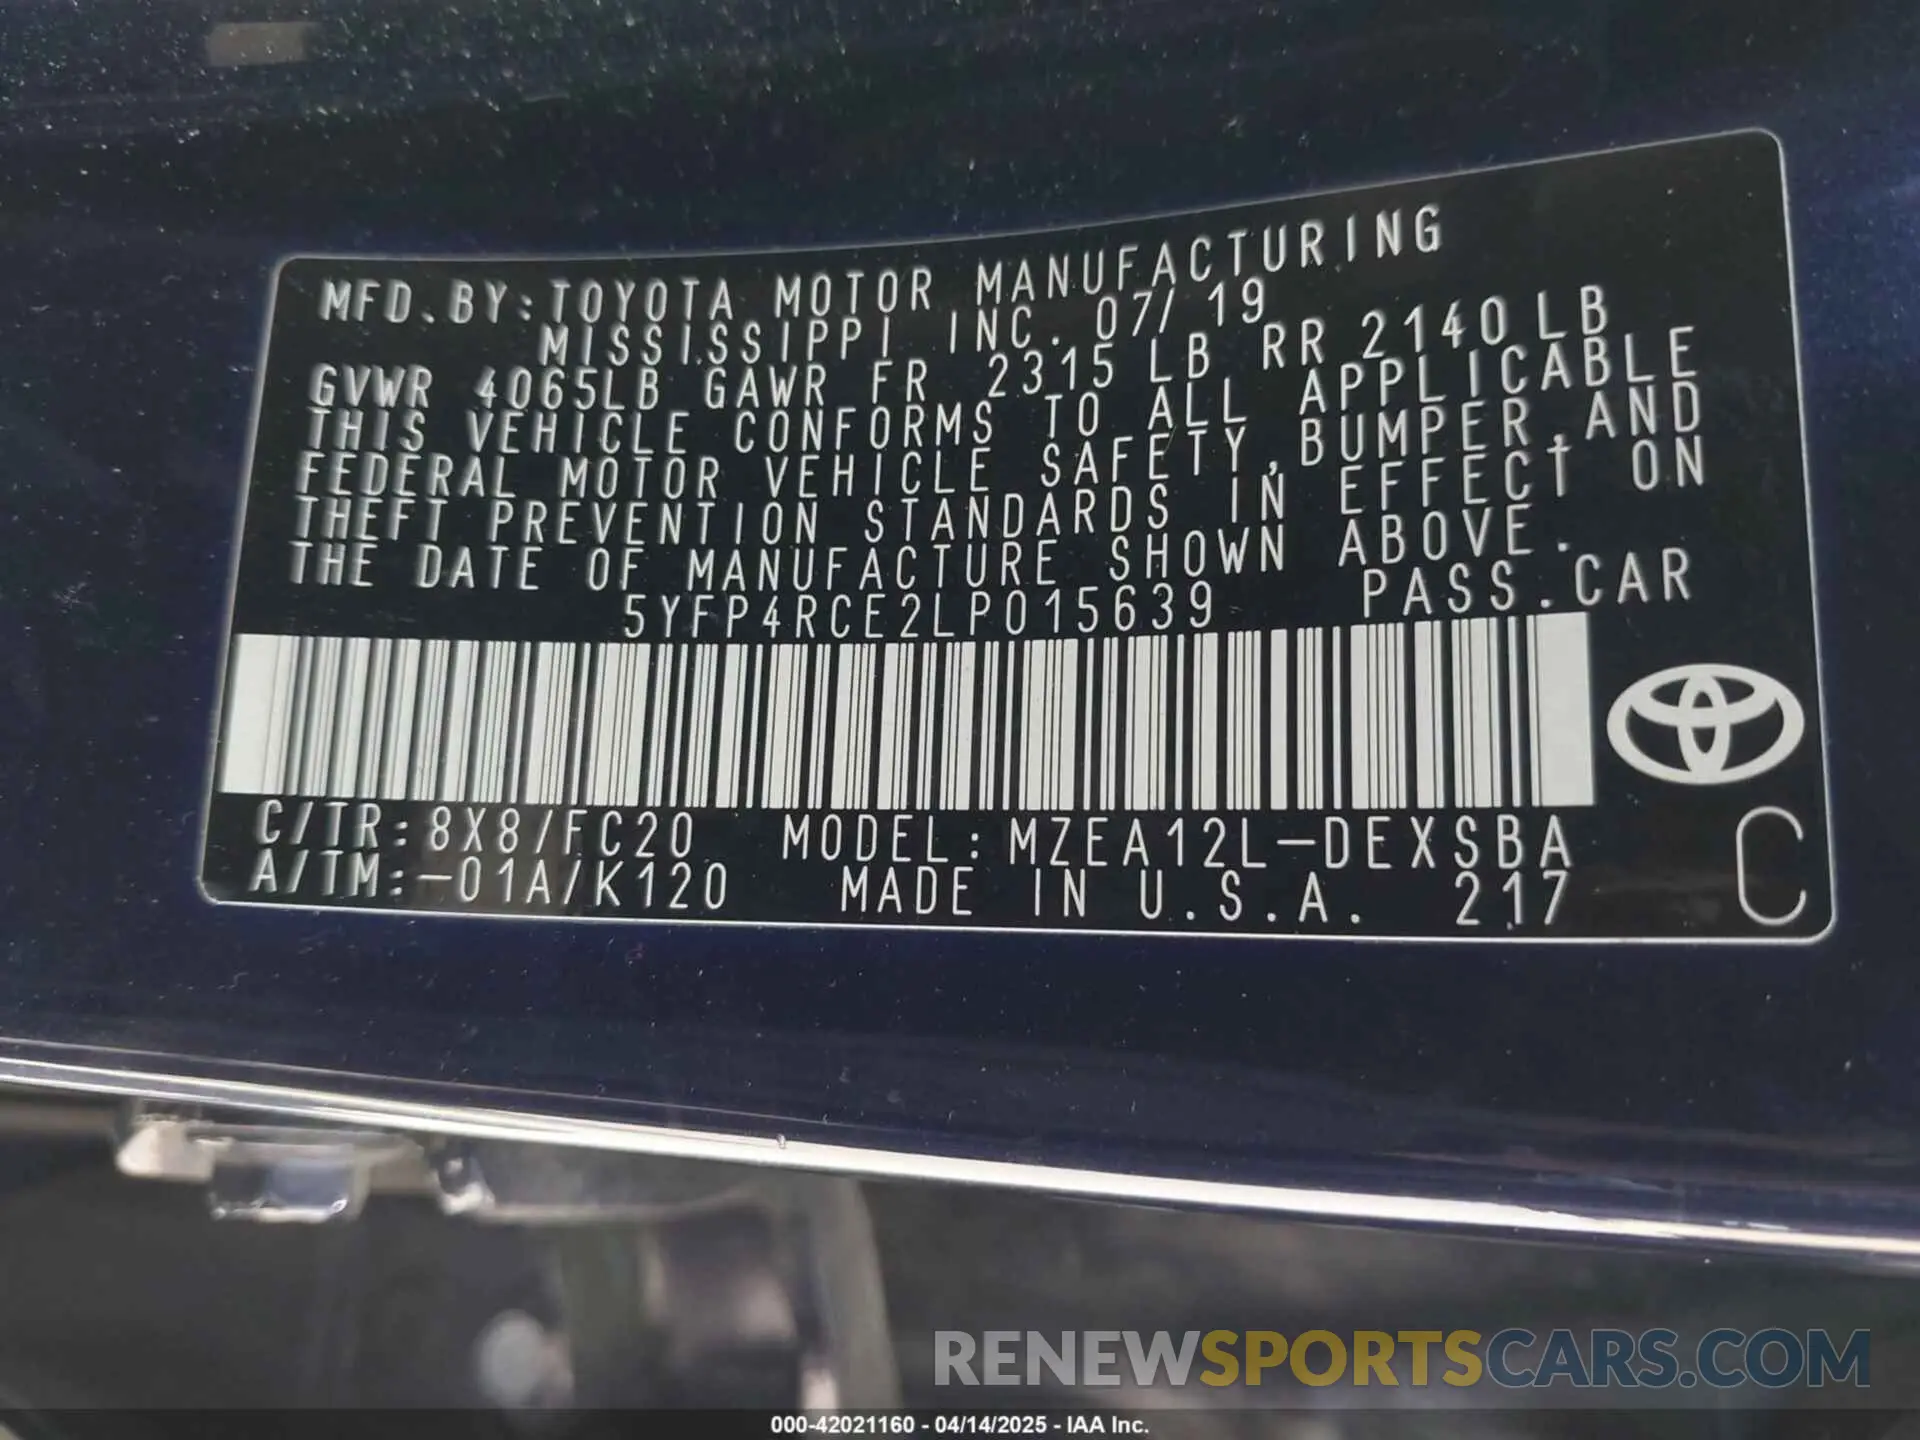 MFD.BY:TOYOTA MOTOR MANUFACTURING
MISSISSIPPI INC. 07/19
GVWR 4065LB GAWR FR 2315 LB RR 2140LB
THIS VEHICLE CONFORMS TO ALL APPLICABLE
FEDERAL MOTOR VEHICLE SAFETY,BUMPER,AND
THEFT PREVENTION STANDARDS IN EFFECT ON
THE DATE OF MANUFACTURE SHOWN ABOVE.
5YFP4RCE2LP015639 PASS.CAR
C/TR:8X8/FC20 MODEL:MZEA12L-DEXSBA
A/TM:-01A/K120 MADE IN U.S.A. 217
C
RENEWSPORTSCARS.COM
000-42021160 - 04/14/2025 - IAA Inc.